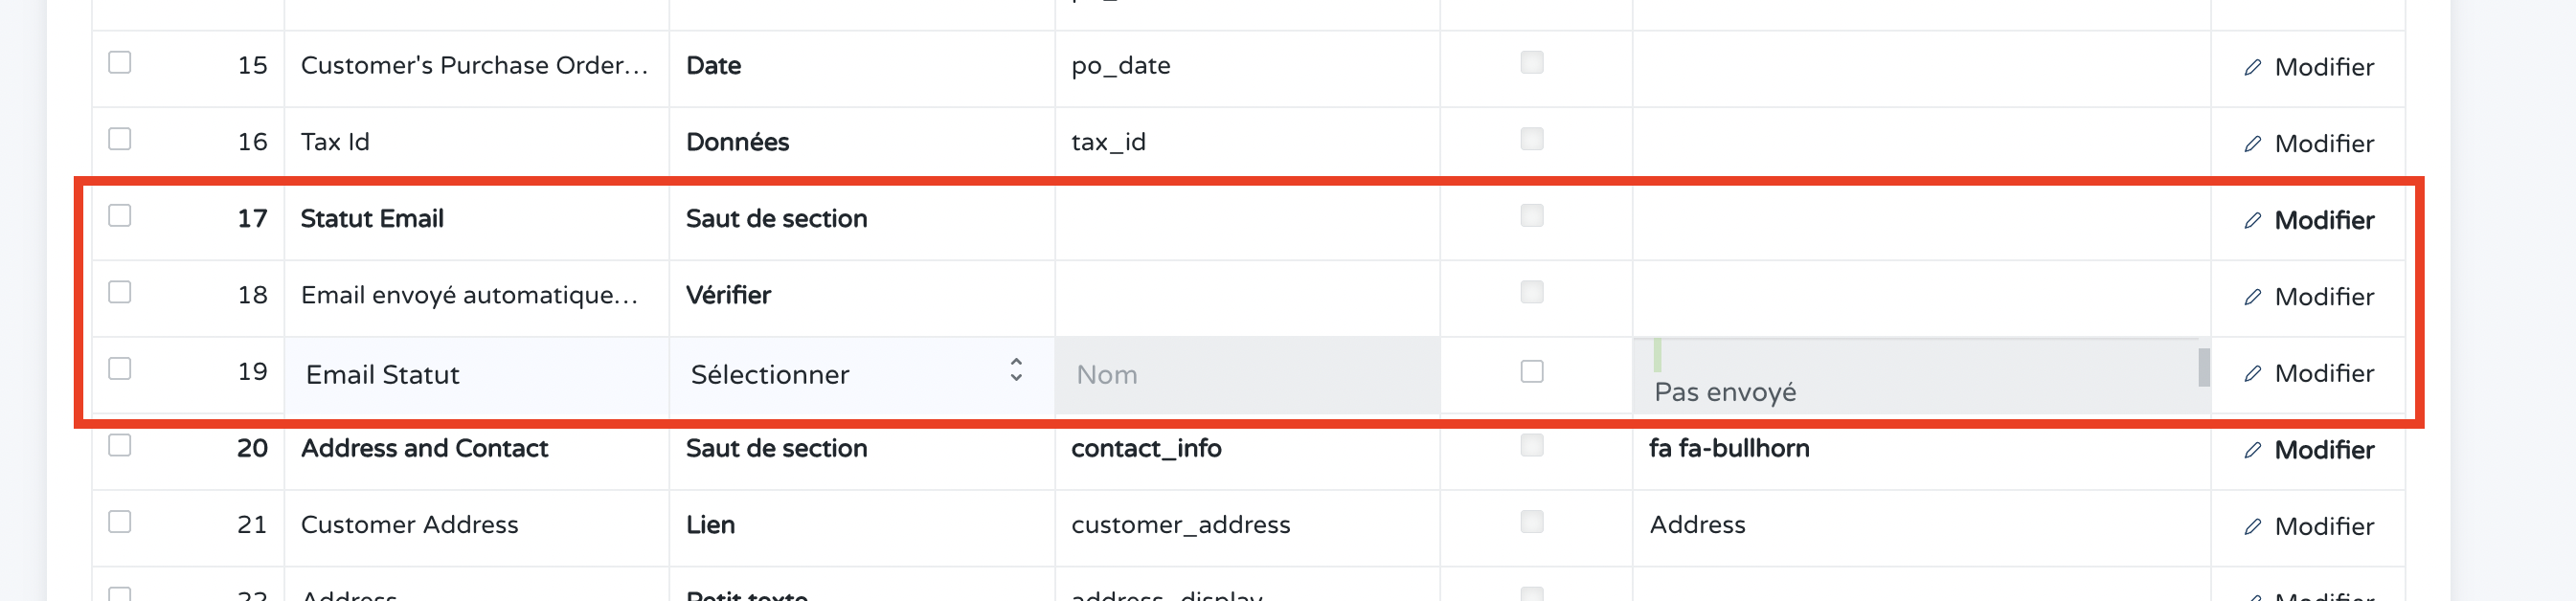 15 Customer's Purchase Order... Date po_date Modifier
16 Tax Id Données tax_id Modifier
17 Statut Email Saut de section Modifier
18 Email envoyé automatique... Vérifier Modifier
19 Email Statut Sélectionner Nom Pas envoyé Modifier
20 Address and Contact Saut de section contact_info fa fa-bullhorn Modifier
21 Customer Address Lien customer_address Address Modifier
22 Address Petit texte address_display Modifier